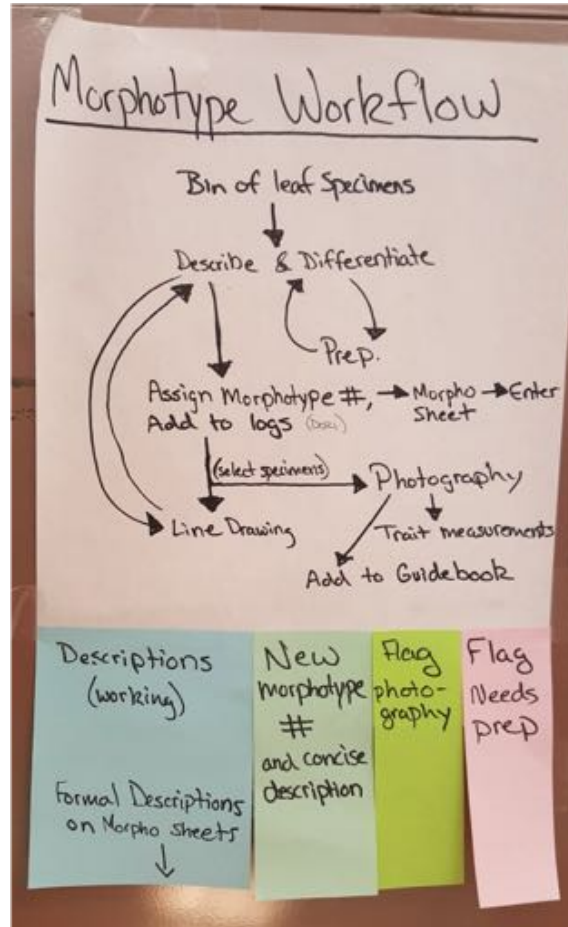 Morphotype Workflow
Bin of leaf Specimens
Describe & Differentiate
Prep.
Assign Morphotype #, → Morpho Sheet → Enter
Add to logs
(select specimens)
Photography
Line Drawing
Trait measurements
Add to Guidebook
Descriptions
(working)
Formal Descriptions
on Morpho Sheets
New
morphotype
#
and concise
description
Flag
photo-
graphy
Flag
Needs
prep